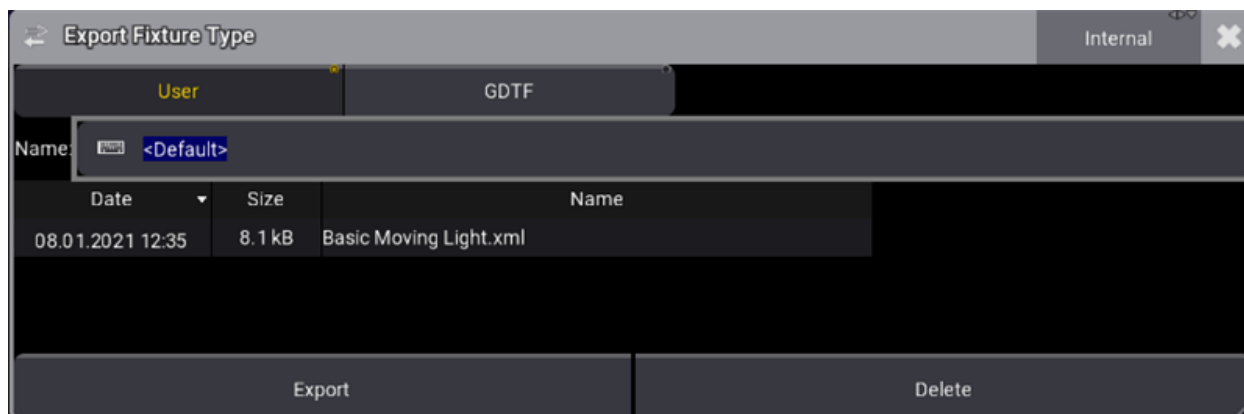 Export Fixture Type Internal
User GDTF
Name: <Default>
Date Size Name
08.01.2021 12:35 8.1 kB Basic Moving Light.xml
Export Delete